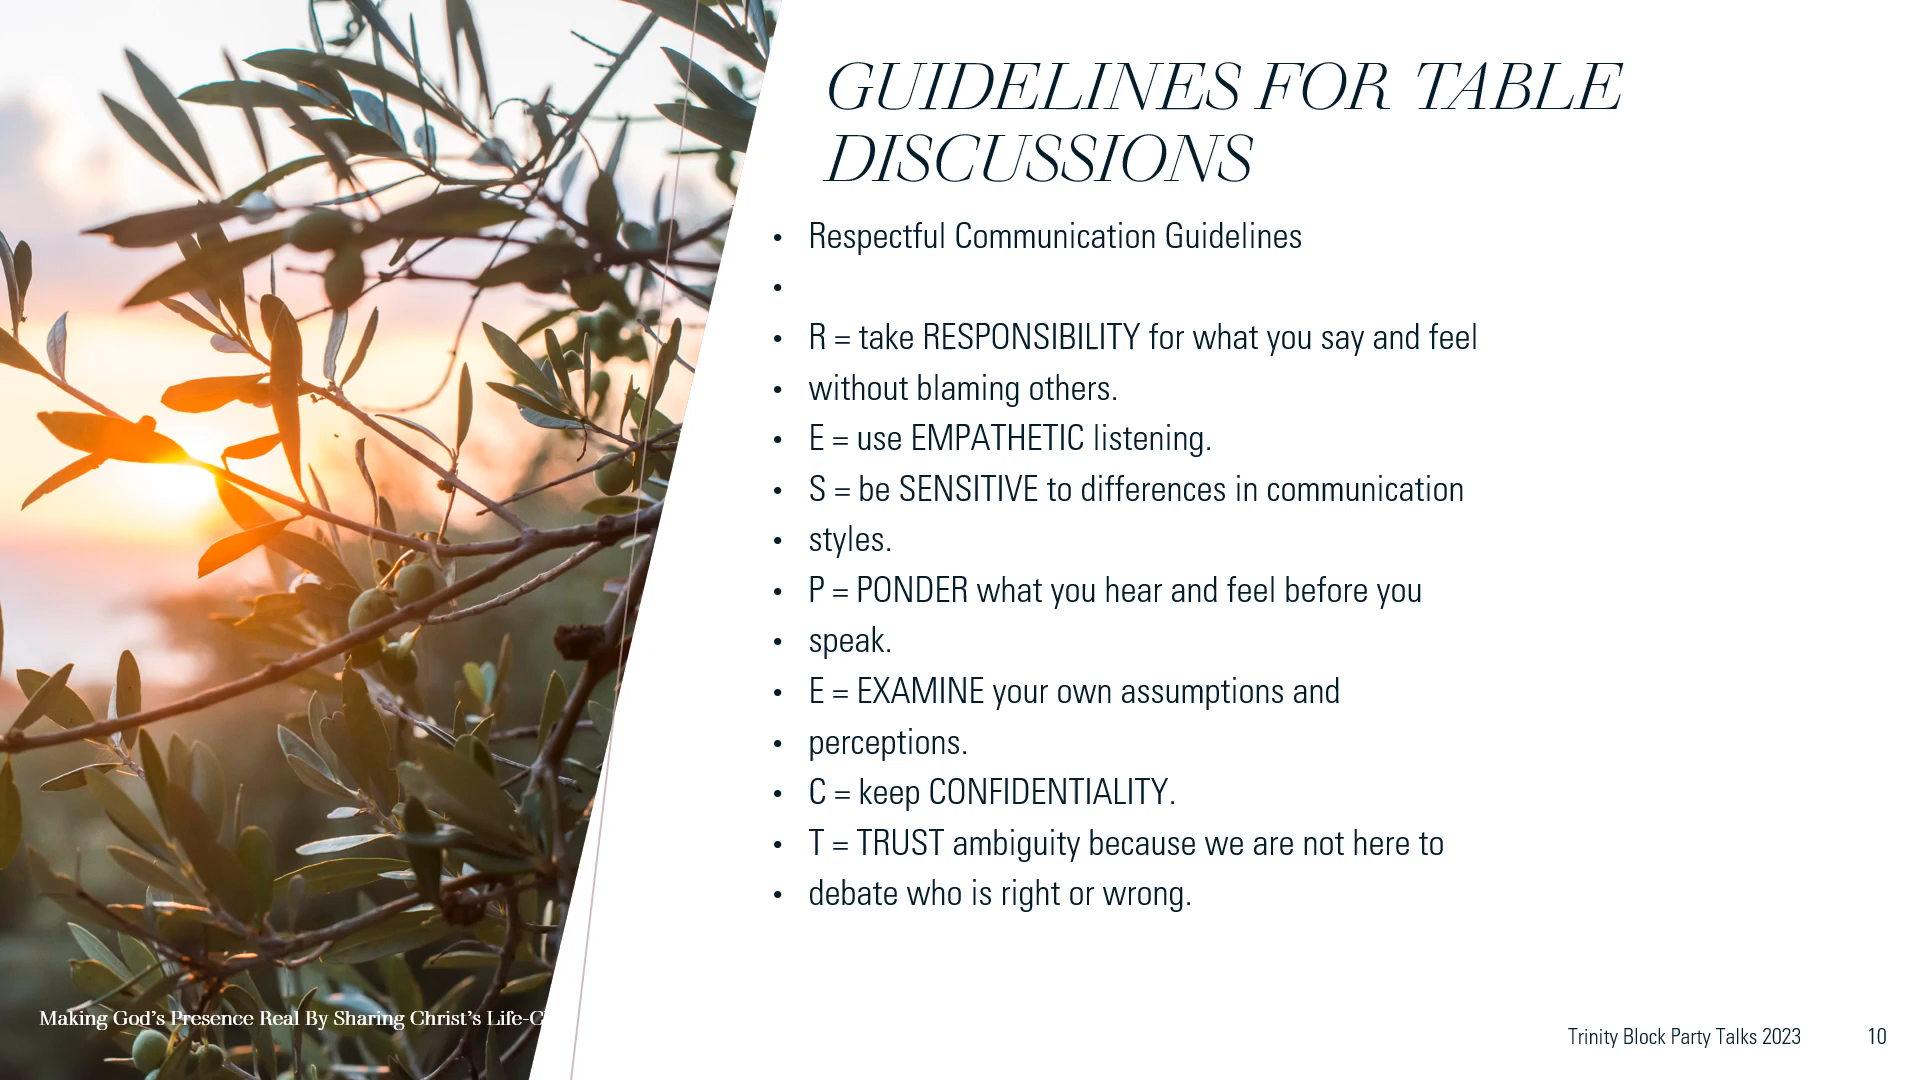 GUIDELINES FOR TABLE
DISCUSSIONS
• Respectful Communication Guidelines
•
• R = take RESPONSIBILITY for what you say and feel
• without blaming others.
• E = use EMPATHETIC listening.
• S = be SENSITIVE to differences in communication
• styles.
• P = PONDER what you hear and feel before you
• speak.
• E = EXAMINE your own assumptions and
• perceptions.
• C = keep CONFIDENTIALITY.
• T = TRUST ambiguity because we are not here to
• debate who is right or wrong.
Making God's Presence Real By Sharing Christ's Life-C
Trinity Block Party Talks 2023
10